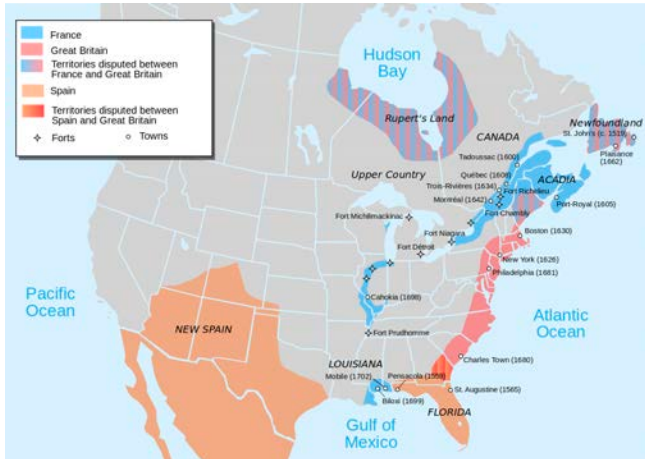 France
Great Britain
Territories disputed between
France and Great Britain
Spain
Territories disputed between
Spain and Great Britain
Forts
Towns
Hudson
Bay
Rupert's Land
Newfoundland
St. John's (c. 1519)
Plaisance
(1662)
CANADA
Tadoussac (1600)
Québec (1608)
Trois-Rivières (1634)
Fort Richelieu
Montréal (1642)
Fort Chambly
ACADIA
Port-Royal (1605)
Upper Country
Fort Michilimackinac
Fort Niagara
Fort Détroit
Boston (1630)
New York (1626)
Philadelphia (1681)
Cahokia (1698)
Pacific
Ocean
NEW SPAIN
Atlantic
Ocean
Fort Prudhomme
Charles Town (1680)
LOUISIANA
Mobile (1702)
Pensacola (1559)
St. Augustine (1565)
Biloxi (1699)
FLORIDA
Gulf of
Mexico